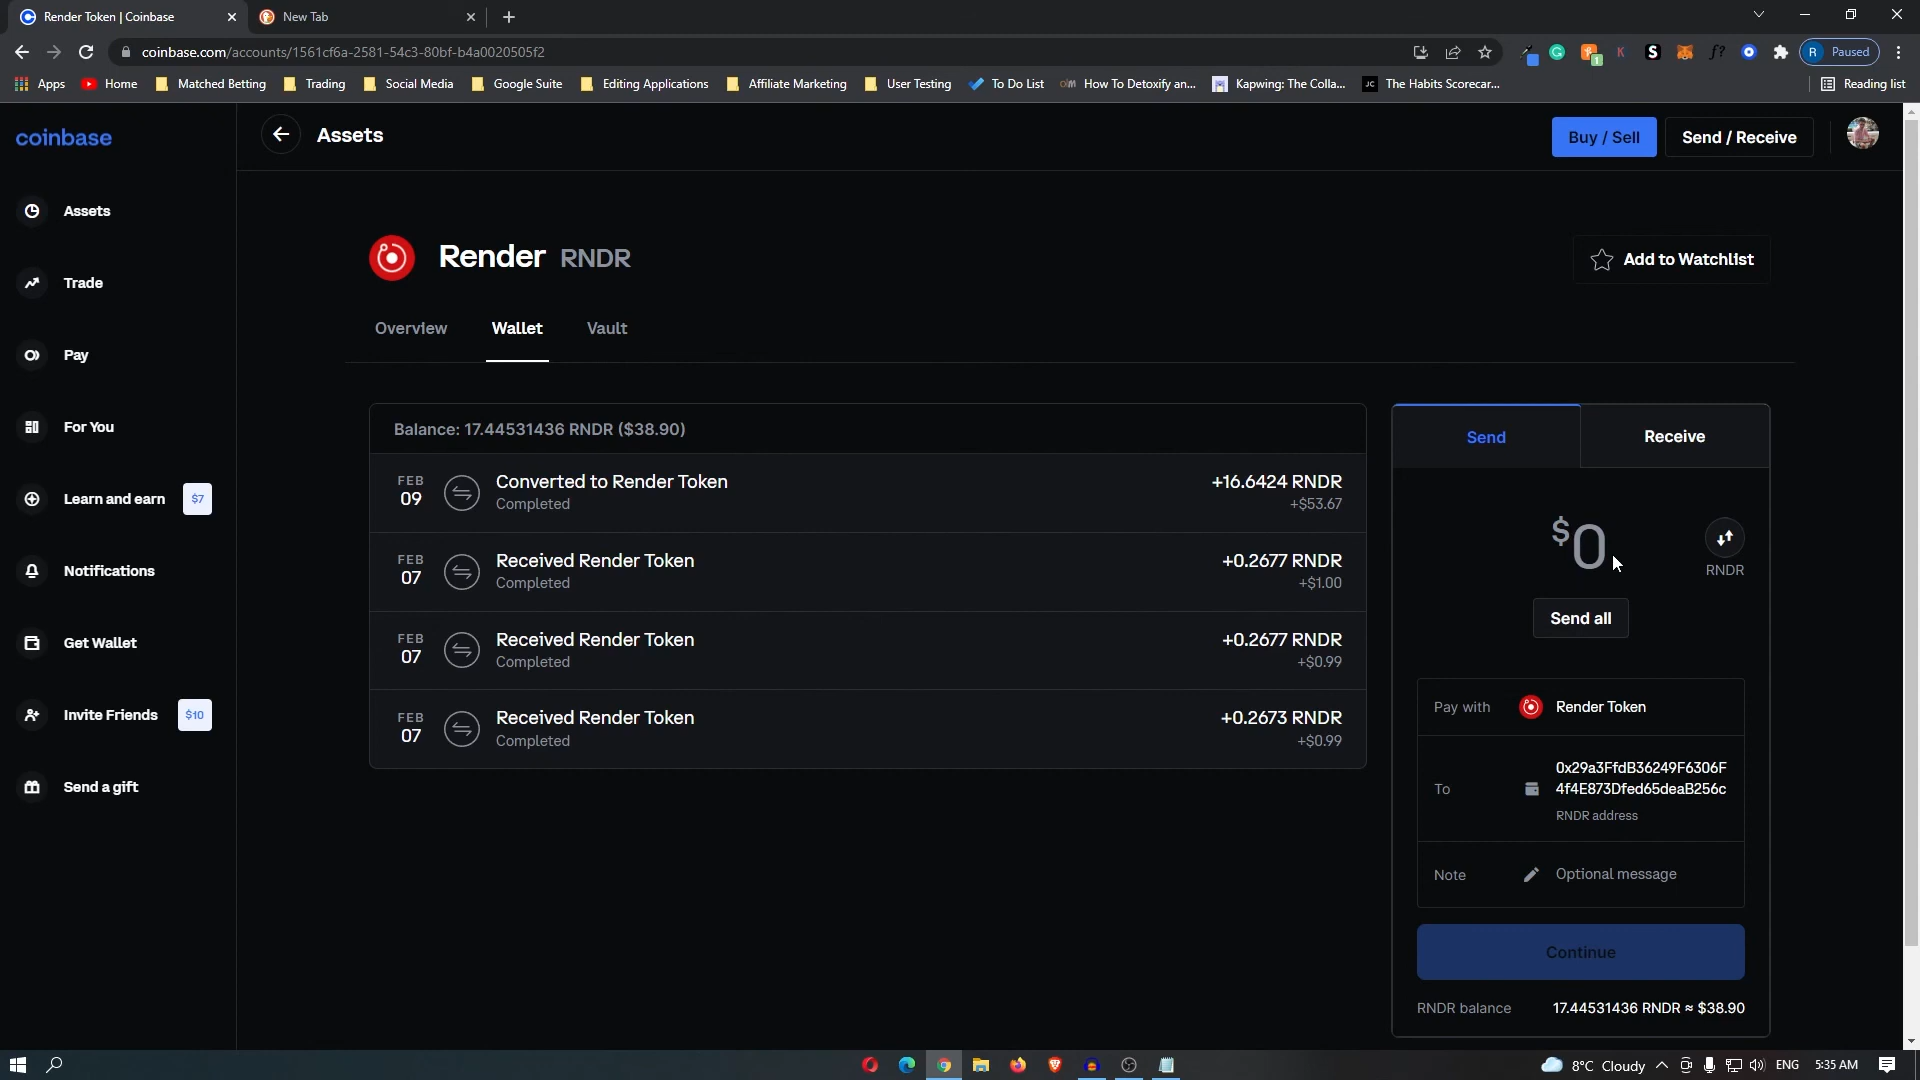 Render Token | Coinbase
New Tab
coinbase.com/accounts/1561cf6a-2581-54c3-80bf-b4a0020505f2
R Paused
Apps Home Matched Betting Trading Social Media Google Suite Editing Applications Affiliate Marketing User Testing To Do List How To Detoxify an... Kapwing: The Colla... JC The Habits Scorecar... Reading list
coinbase
Assets
Buy / Sell
Send / Receive
Assets
Trade
Pay
For You
Learn and earn $7
Notifications
Get Wallet
Invite Friends $10
Send a gift
Render RNDR
Add to Watchlist
Overview Wallet Vault
Balance: 17.44531436 RNDR ($38.90)
FEB
09
Converted to Render Token
Completed
+16.6424 RNDR
+$53.67
FEB
07
Received Render Token
Completed
+0.2677 RNDR
+$1.00
FEB
07
Received Render Token
Completed
+0.2677 RNDR
+$0.99
FEB
07
Received Render Token
Completed
+0.2673 RNDR
+$0.99
Send Receive
$0
RNDR
Send all
Pay with Render Token
To
0x29a3FfdB36249F6306F
4f4E873Dfed65deaB256c
RNDR address
Note Optional message
Continue
RNDR balance 17.44531436 RNDR ≈ $38.90
8°C Cloudy ENG 5:35 AM